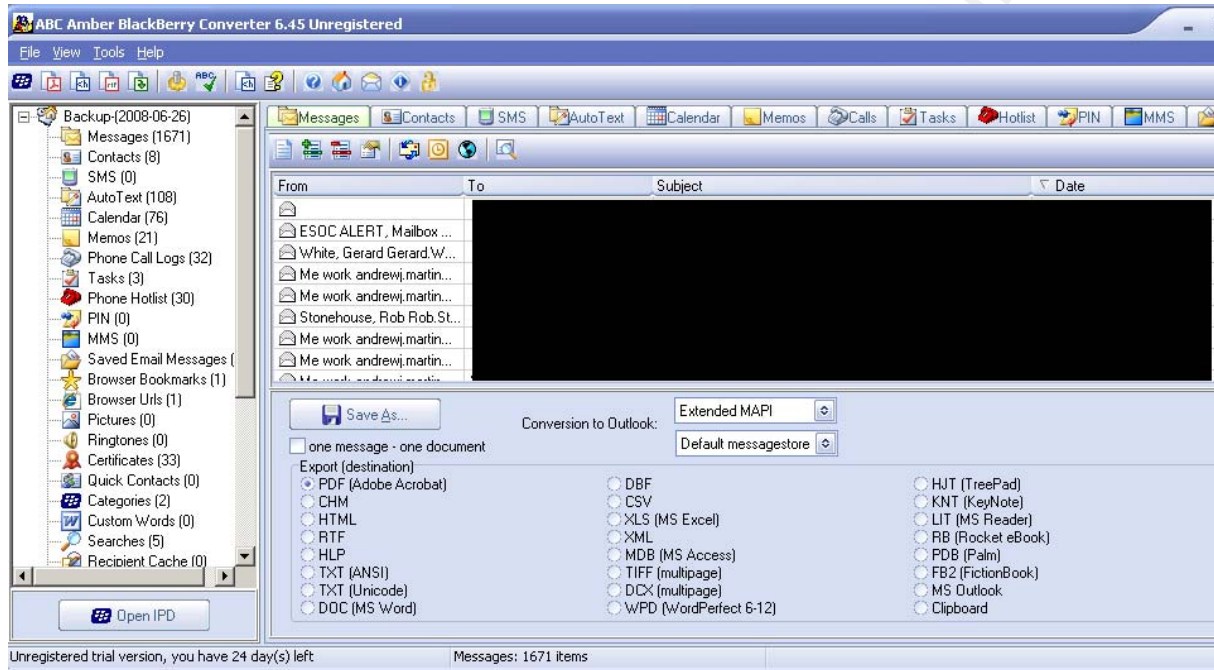 ABC Amber BlackBerry Converter 6.45 Unregistered
File View Tools Help
Backup-(2008-06-26)
Messages (1671)
Contacts (8)
SMS (0)
AutoText (108)
Calendar (76)
Memos (21)
Phone Call Logs (32)
Tasks (3)
Phone Hotlist (30)
PIN (0)
MMS (0)
Saved Email Messages (
Browser Bookmarks (1)
Browser Urls (1)
Pictures (0)
Ringtones (0)
Certificates (33)
Quick Contacts (0)
Categories (2)
Custom Words (0)
Searches (5)
Recipient Cache (0)
Open IPD
Messages Contacts SMS AutoText Calendar Memos Calls Tasks Hotlist PIN MMS
From To Subject Date
ESOC ALERT, Mailbox ...
White, Gerard Gerard.W...
Me work andrewj.martin...
Me work andrewj.martin...
Stonehouse, Rob Rob.St...
Me work andrewj.martin...
Me work andrewj.martin...
Save As... Conversion to Outlook: Extended MAPI
one message - one document Default messagestore
Export (destination)
PDF (Adobe Acrobat) DBF HJT (TreePad)
CHM CSV KNT (KeyNote)
HTML XLS (MS Excel) LIT (MS Reader)
RTF XML RB (Rocket eBook)
HLP MDB (MS Access) PDB (Palm)
TXT (ANSI) TIFF (multipage) FB2 (FictionBook)
TXT (Unicode) DCX (multipage) MS Outlook
DOC (MS Word) WPD (WordPerfect 6-12) Clipboard
Unregistered trial version, you have 24 day(s) left Messages: 1671 items